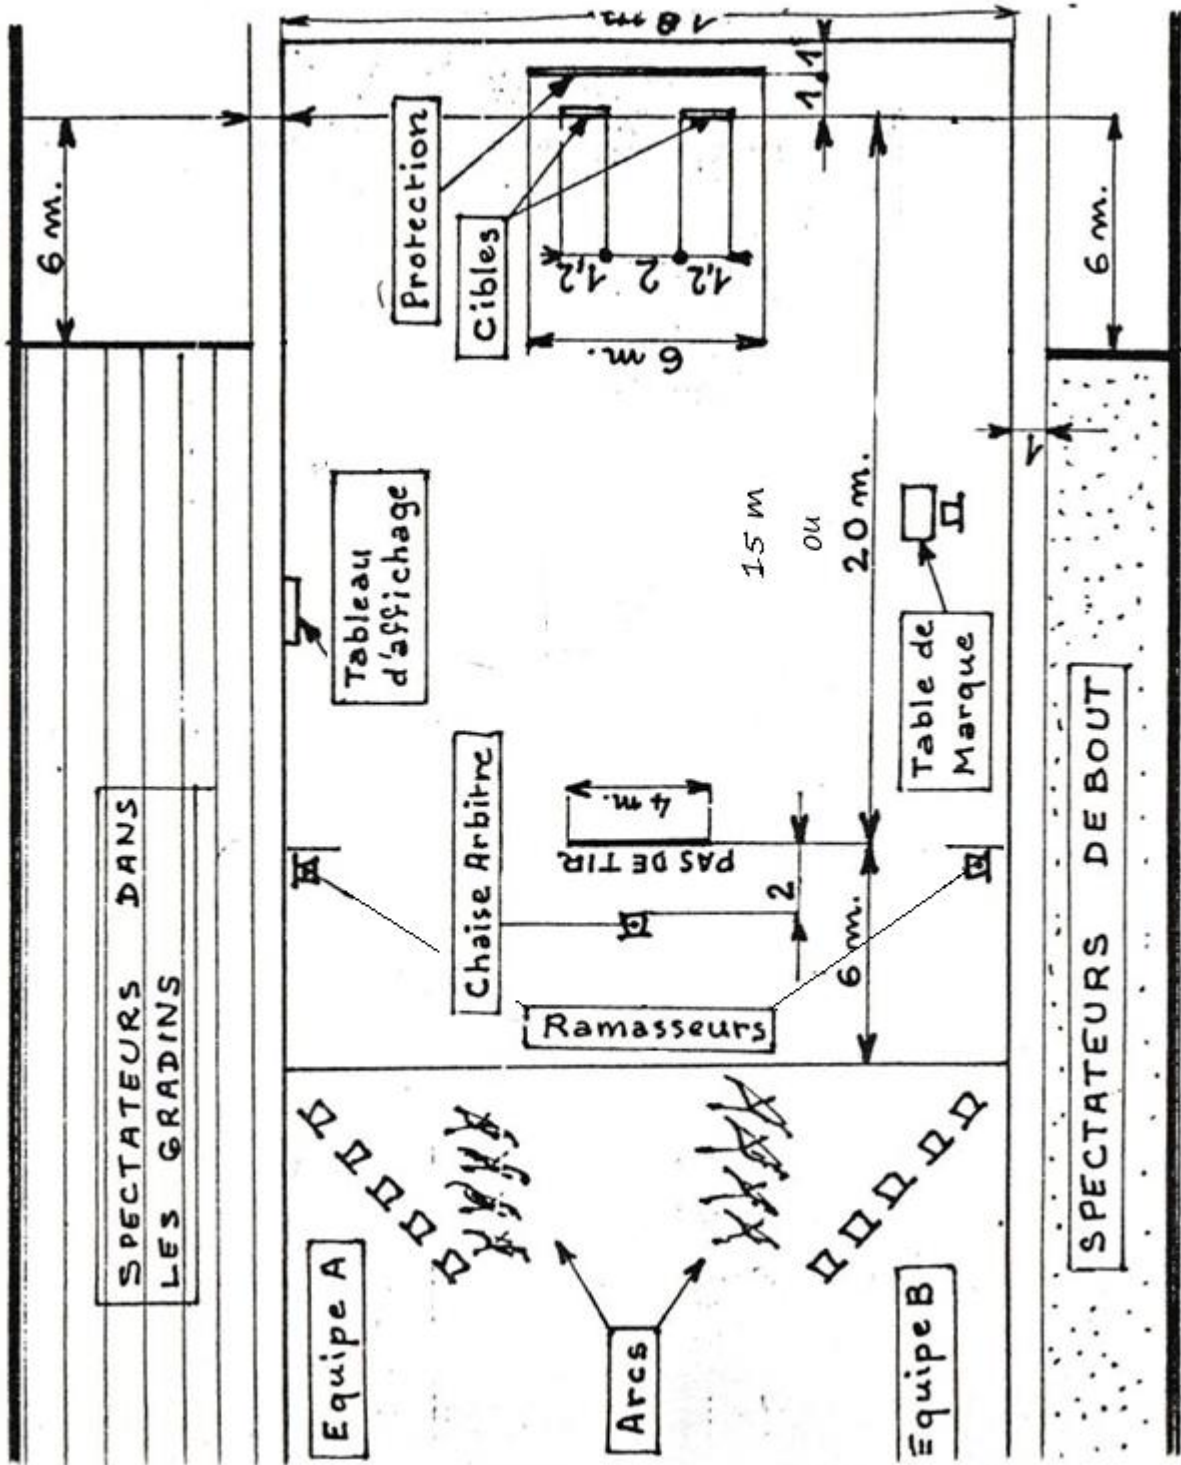 18 m
6 m.
1
1
6 m.
Protection
Cibles
1,2
2
1,2
6 m.
1
Tableau
d'affichage
15 m
ou
20 m.
Table de
Marque
SPECTATEURS DANS
LES GRADINS
Chaise Arbitre
4 m.
PAS DE TIR
2
6 m.
Ramasseurs
SPECTATEURS DEBOUT
Equipe A
Arcs
Equipe B